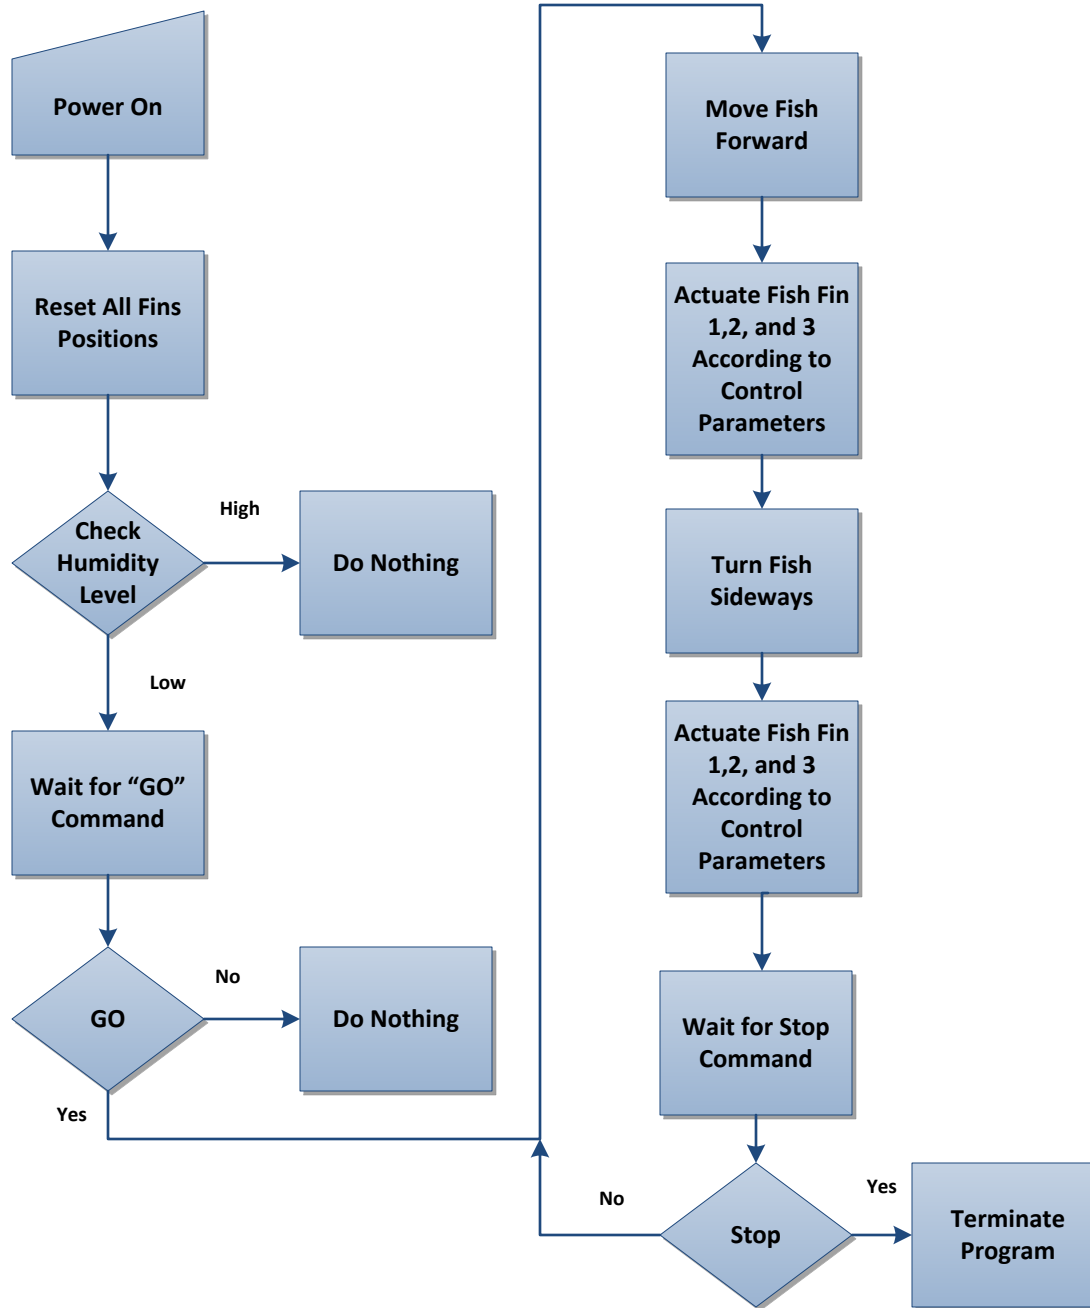 Power On
Reset All Fins
Positions
Check
Humidity
Level
High
Do Nothing
Low
Wait for “GO”
Command
GO
No
Do Nothing
Yes
Move Fish
Forward
Actuate Fish Fin
1,2, and 3
According to
Control
Parameters
Turn Fish
Sideways
Actuate Fish Fin
1,2, and 3
According to
Control
Parameters
Wait for Stop
Command
Stop
No
Yes
Terminate
Program